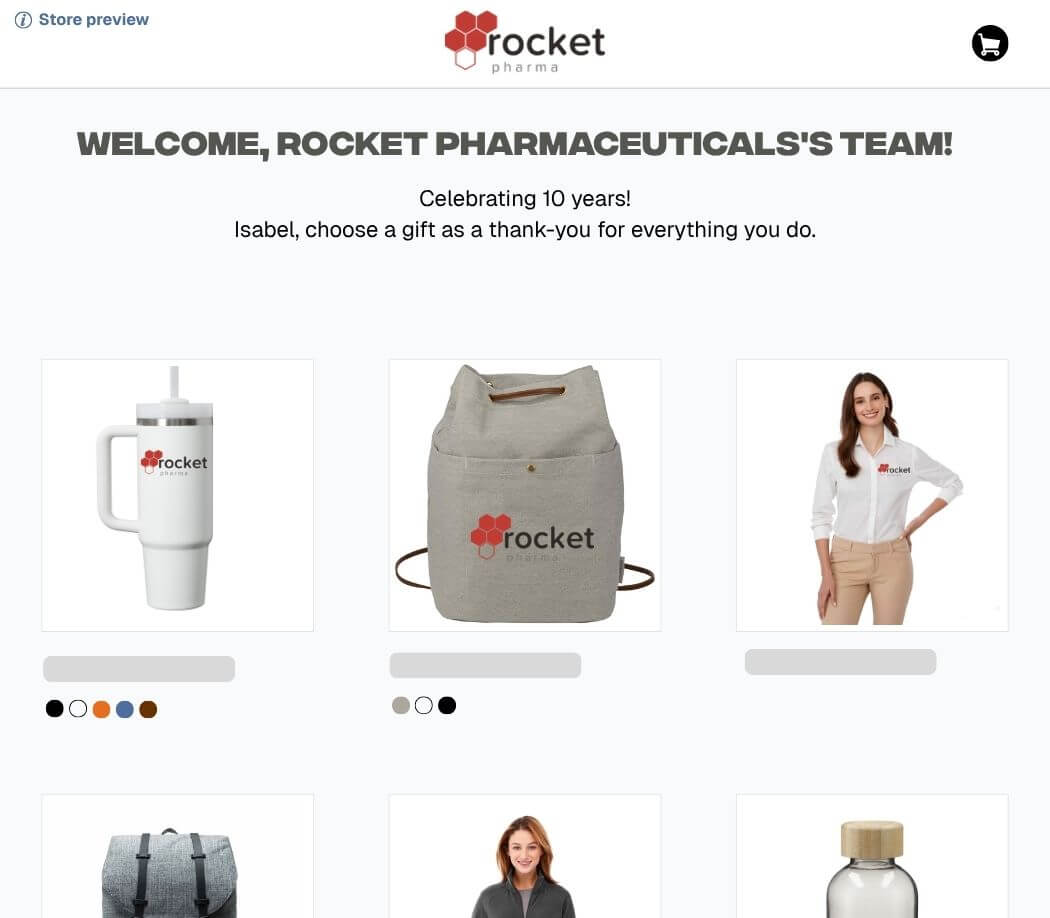 Store preview
rocket
pharma
WELCOME, ROCKET PHARMACEUTICALS'S TEAM!
Celebrating 10 years!
Isabel, choose a gift as a thank-you for everything you do.
rocket
pharma
rocket
pharma
rocket